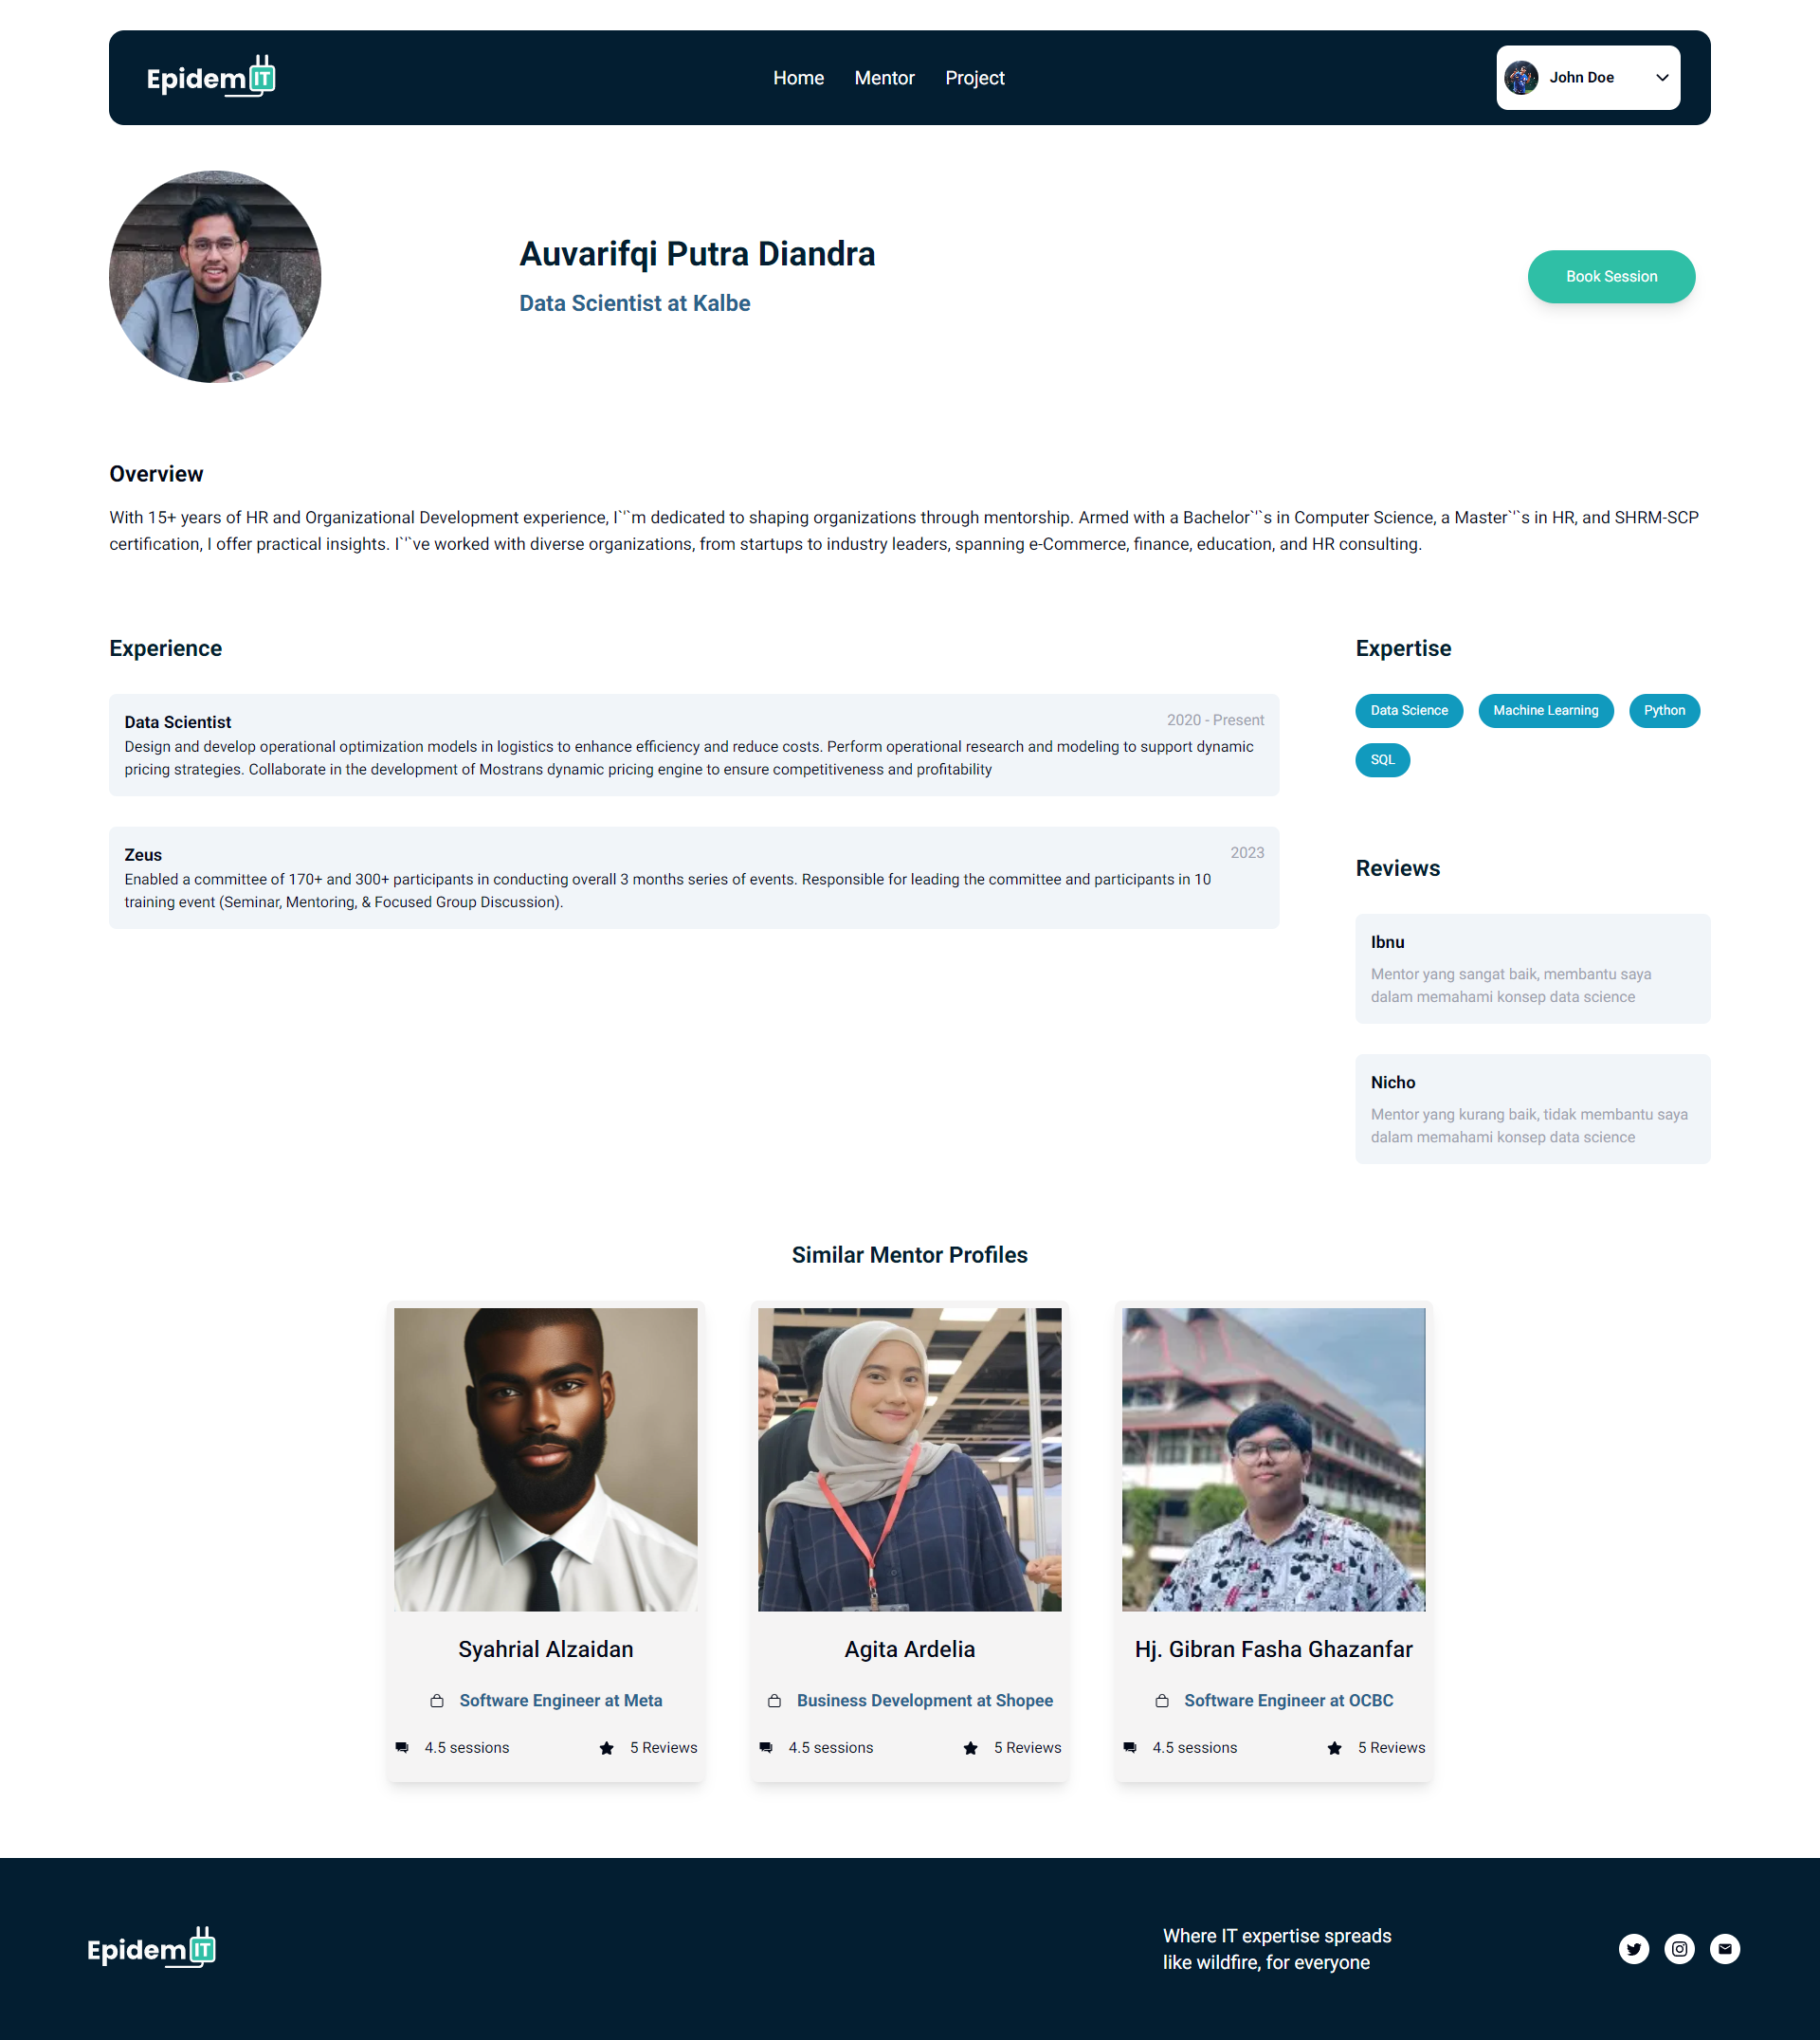 Epidem IT
Home
Mentor
Project
John Doe
Auvarifqi Putra Diandra
Data Scientist at Kalbe
Book Session
Overview
With 15+ years of HR and Organizational Development experience, I`'`m dedicated to shaping organizations through mentorship. Armed with a Bachelor`'`s in Computer Science, a Master`'`s in HR, and SHRM-SCP
certification, I offer practical insights. I`'`ve worked with diverse organizations, from startups to industry leaders, spanning e-Commerce, finance, education, and HR consulting.
Experience
Data Scientist
2020 - Present
Design and develop operational optimization models in logistics to enhance efficiency and reduce costs. Perform operational research and modeling to support dynamic
pricing strategies. Collaborate in the development of Mostrans dynamic pricing engine to ensure competitiveness and profitability
Zeus
2023
Enabled a committee of 170+ and 300+ participants in conducting overall 3 months series of events. Responsible for leading the committee and participants in 10
training event (Seminar, Mentoring, & Focused Group Discussion).
Expertise
Data Science
Machine Learning
Python
SQL
Reviews
Ibnu
Mentor yang sangat baik, membantu saya
dalam memahami konsep data science
Nicho
Mentor yang kurang baik, tidak membantu saya
dalam memahami konsep data science
Similar Mentor Profiles
Syahrial Alzaidan
Software Engineer at Meta
4.5 sessions
5 Reviews
Agita Ardelia
Business Development at Shopee
4.5 sessions
5 Reviews
Hj. Gibran Fasha Ghazanfar
Software Engineer at OCBC
4.5 sessions
5 Reviews
Epidem IT
Where IT expertise spreads
like wildfire, for everyone